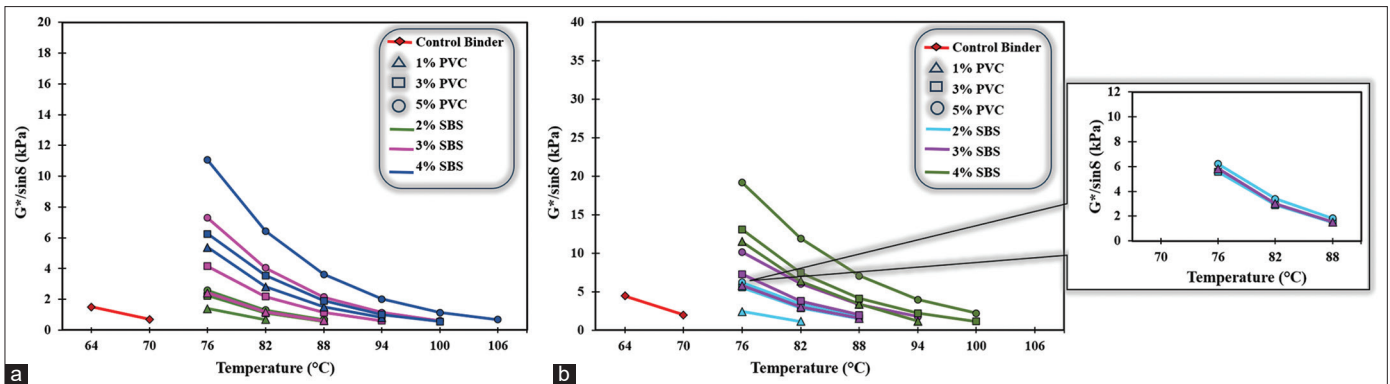 20
18
16
14
12
10
8
6
4
2
0
G*/sinS (kPa)
64 70 76 82 88 94 100 106
Temperature (°C)
Control Binder
1% PVC
3% PVC
5% PVC
2% SBS
3% SBS
4% SBS
a
40
35
30
25
20
15
10
5
0
G*/sinS (kPa)
64 70 76 82 88 94 100 106
Temperature (°C)
Control Binder
1% PVC
3% PVC
5% PVC
2% SBS
3% SBS
4% SBS
b
12
10
8
6
4
2
0
G*/sinS (kPa)
70 76 82 88
Temperature (°C)